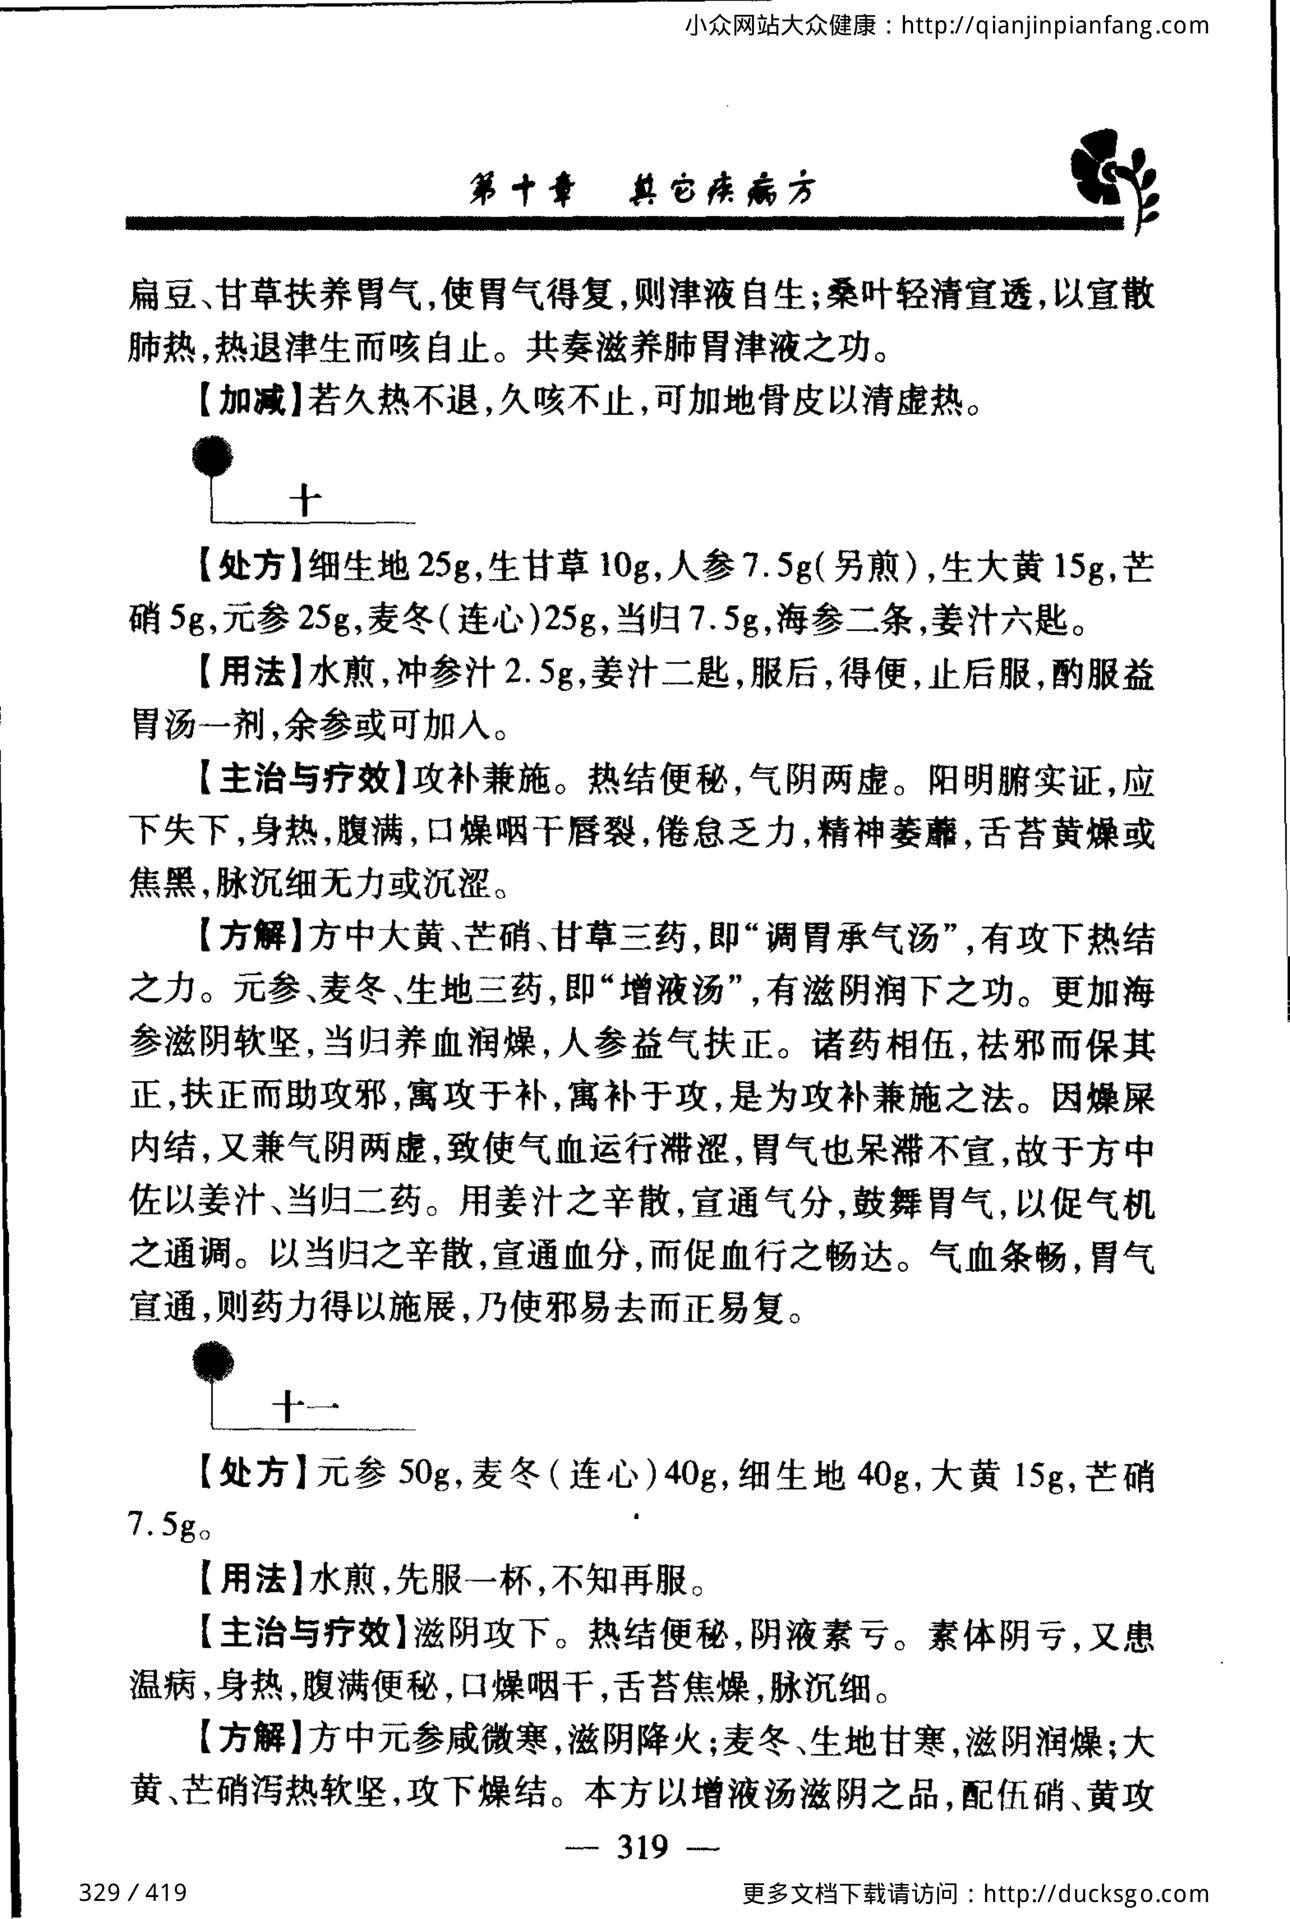 小众网站大众健康：http://qianjinpianfang.com
第十章 其它疾病方
扁豆、甘草扶养胃气,使胃气得复,则津液自生;桑叶轻清宣透,以宣散
肺热,热退津生而咳自止。共奏滋养肺胃津液之功。
【加减】若久热不退,久咳不止,可加地骨皮以清虚热。
十
【处方】细生地25g,生甘草10g,人参7.5g(另煎),生大黄15g,芒
硝5g,元参25g,麦冬(连心)25g,当归7.5g,海参二条,姜汁六匙。
【用法】水煎,冲参汁2.5g,姜汁二匙,服后,得便,止后服,酌服益
胃汤一剂,余参或可加入。
【主治与疗效】攻补兼施。热结便秘,气阴两虚。阳明腑实证,应
下失下,身热,腹满,口燥咽干唇裂,倦怠乏力,精神萎靡,舌苔黄燥或
焦黑,脉沉细无力或沉涩。
【方解】方中大黄、芒硝、甘草三药,即“调胃承气汤”,有攻下热结
之力。元参、麦冬、生地三药,即“增液汤”,有滋阴润下之功。更加海
参滋阴软坚,当归养血润燥,人参益气扶正。诸药相伍,祛邪而保其
正,扶正而助攻邪,寓攻于补,寓补于攻,是为攻补兼施之法。因燥屎
内结,又兼气阴两虚,致使气血运行滞涩,胃气也呆滞不宣,故于方中
佐以姜汁、当归二药。用姜汁之辛散,宣通气分,鼓舞胃气,以促气机
之通调。以当归之辛散,宣通血分,而促血行之畅达。气血条畅,胃气
宣通,则药力得以施展,乃使邪易去而正易复。
十一
【处方】元参50g,麦冬(连心)40g,细生地40g,大黄15g,芒硝
7.5g。
【用法】水煎,先服一杯,不知再服。
【主治与疗效】滋阴攻下。热结便秘,阴液素亏。素体阴亏,又患
温病,身热,腹满便秘,口燥咽干,舌苔焦燥,脉沉细。
【方解】方中元参咸微寒,滋阴降火;麦冬、生地甘寒,滋阴润燥;大
黄、芒硝泻热软坚,攻下燥结。本方以增液汤滋阴之品,配伍硝、黄攻
— 319 —
329 / 419
更多文档下载请访问：http://ducksgo.com